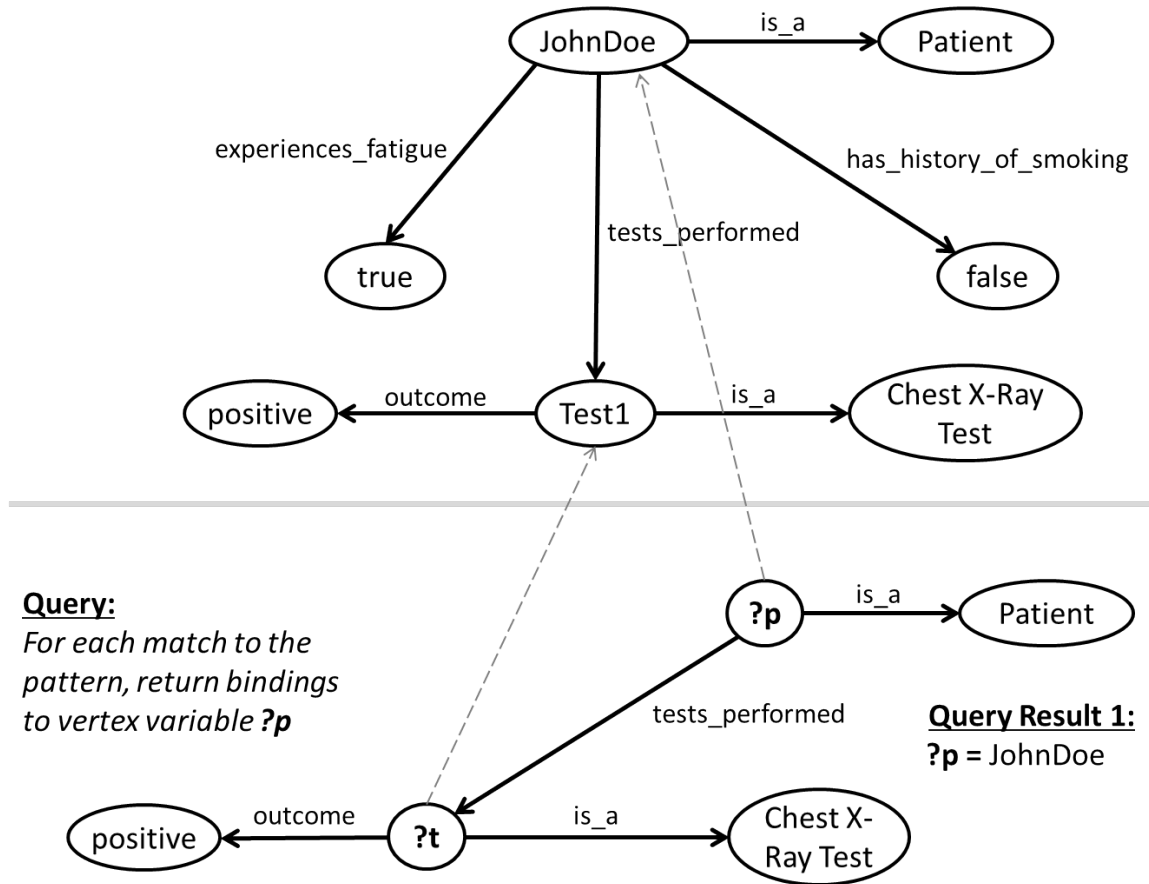 JohnDoe
is_a
Patient
experiences_fatigue
has_history_of_smoking
tests_performed
true
false
positive
outcome
Test1
is_a
Chest X-Ray
Test
Query:
For each match to the
pattern, return bindings
to vertex variable ?p
?p
is_a
Patient
tests_performed
Query Result 1:
?p = JohnDoe
positive
outcome
?t
is_a
Chest X-
Ray Test